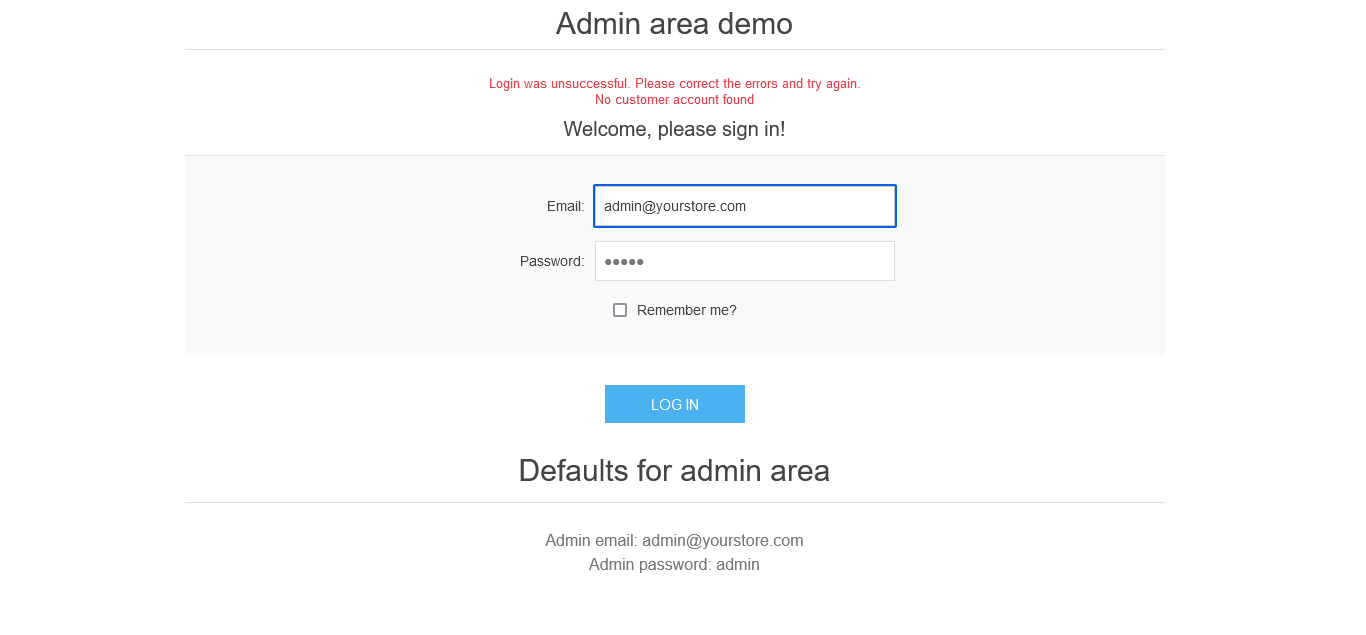 Admin area demo
Login was unsuccessful. Please correct the errors and try again.
No customer account found
Welcome, please sign in!
Email: admin@yourstore.com
Password: •••••
Remember me?
LOG IN
Defaults for admin area
Admin email: admin@yourstore.com
Admin password: admin